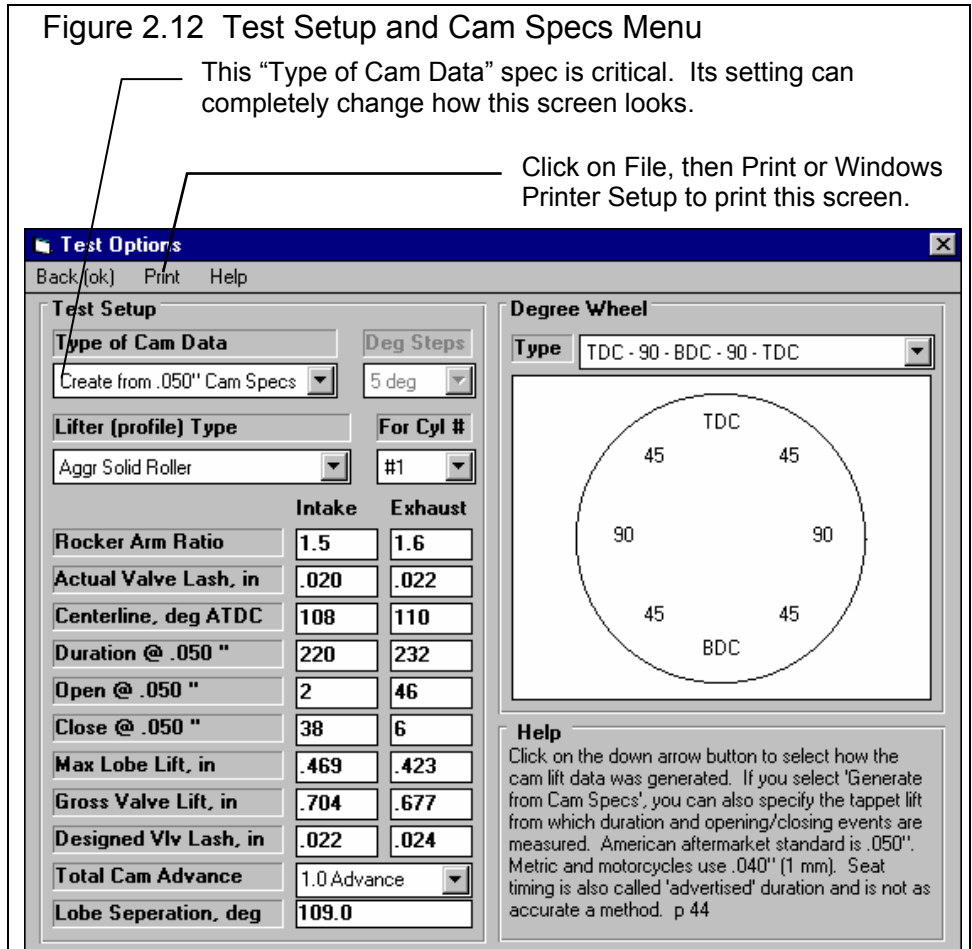 Figure 2.12 Test Setup and Cam Specs Menu
This “Type of Cam Data” spec is critical. Its setting can
completely change how this screen looks.
Click on File, then Print or Windows
Printer Setup to print this screen.
Test Options
Back (ok) Print Help
Test Setup
Type of Cam Data Deg Steps
Create from .050" Cam Specs 5 deg
Lifter (profile) Type For Cyl #
Aggr Solid Roller #1
Intake Exhaust
Rocker Arm Ratio 1.5 1.6
Actual Valve Lash, in .020 .022
Centerline, deg ATDC 108 110
Duration @ .050 " 220 232
Open @ .050 " 2 46
Close @ .050 " 38 6
Max Lobe Lift, in .469 .423
Gross Valve Lift, in .704 .677
Designed Vlv Lash, in .022 .024
Total Cam Advance 1.0 Advance
Lobe Seperation, deg 109.0
Degree Wheel
Type TDC - 90 - BDC - 90 - TDC
TDC
45 45
90 90
45 45
BDC
Help
Click on the down arrow button to select how the
cam lift data was generated. If you select 'Generate
from Cam Specs', you can also specify the tappet lift
from which duration and opening/closing events are
measured. American aftermarket standard is .050".
Metric and motorcycles use .040" (1 mm). Seat
timing is also called 'advertised' duration and is not as
accurate a method. p 44